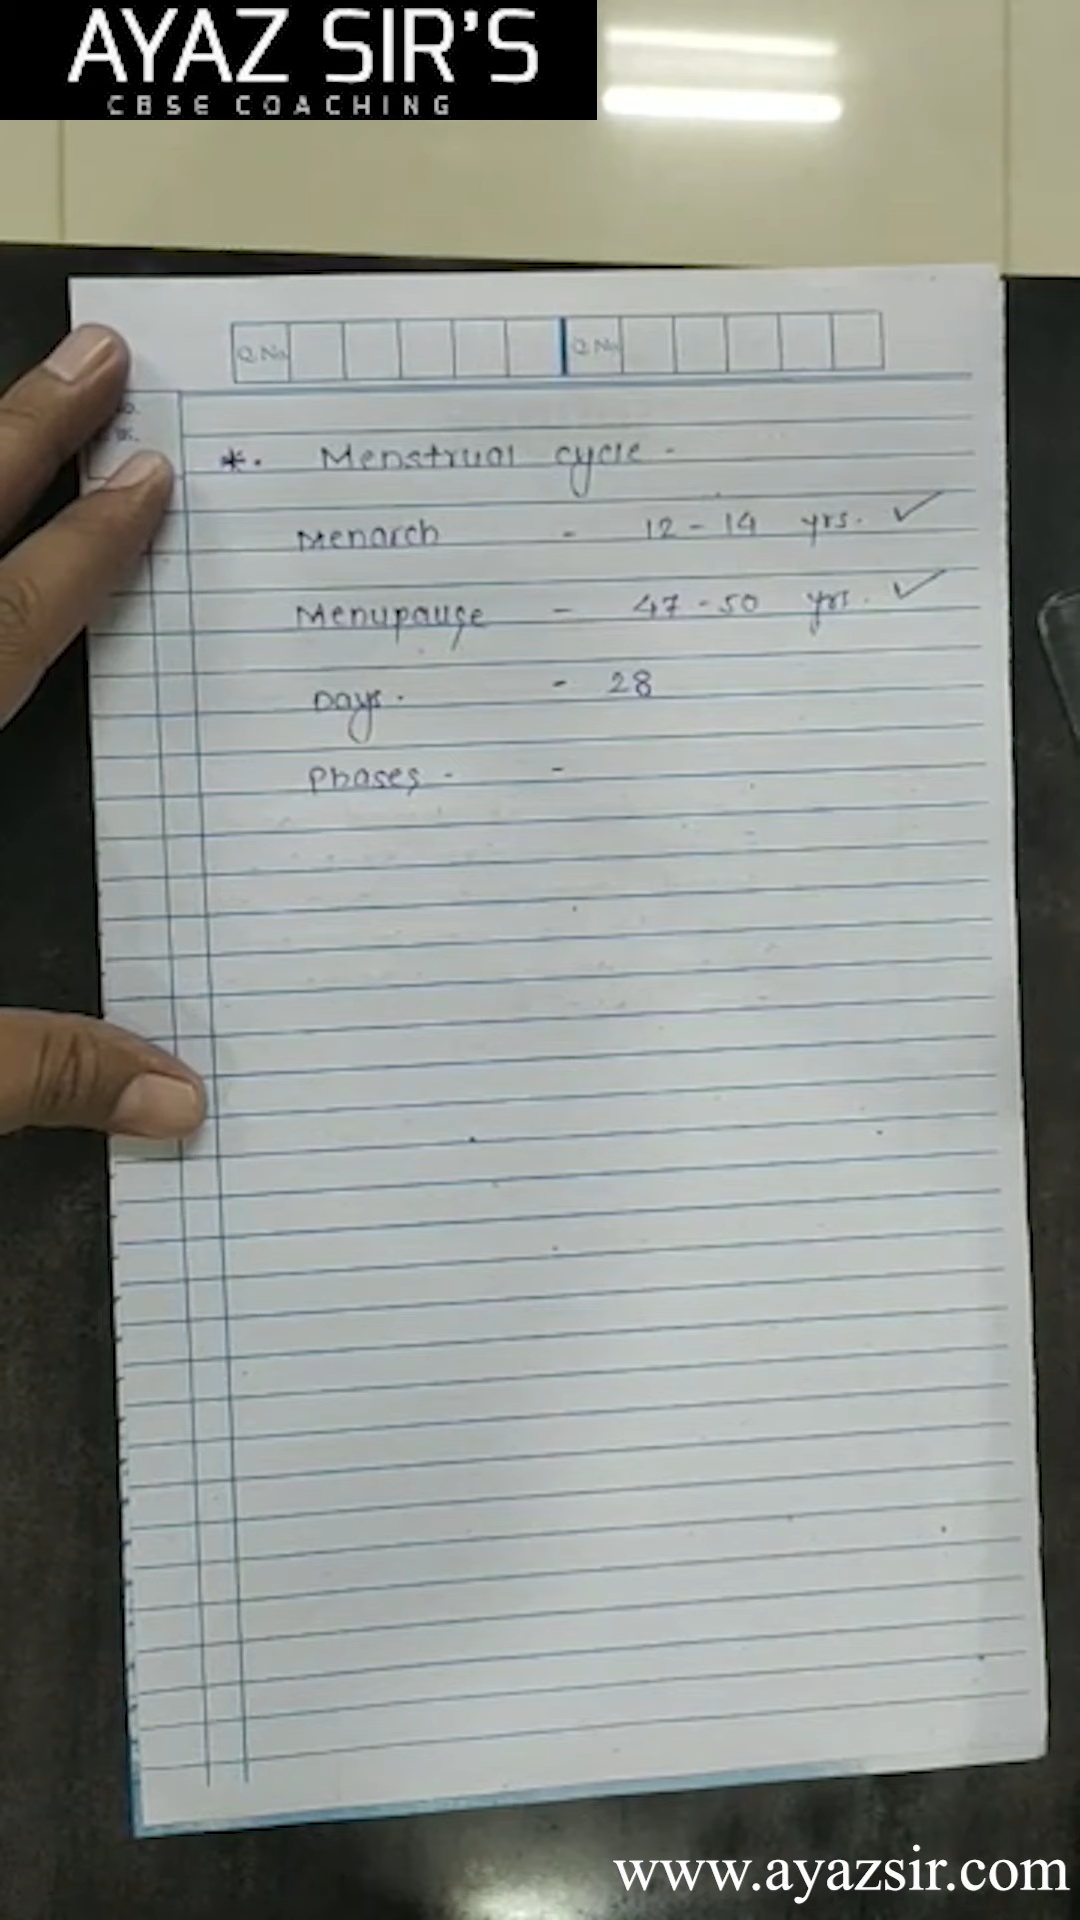 AYAZ SIR'S
CBSE COACHING
Q.No. Q.No.
*. Menstrual cycle -
Menarch - 12 - 14 yrs. ✓
Menupause - 47 - 50 yrs. ✓
Days. - 28
Phases - -
www.ayazsir.com